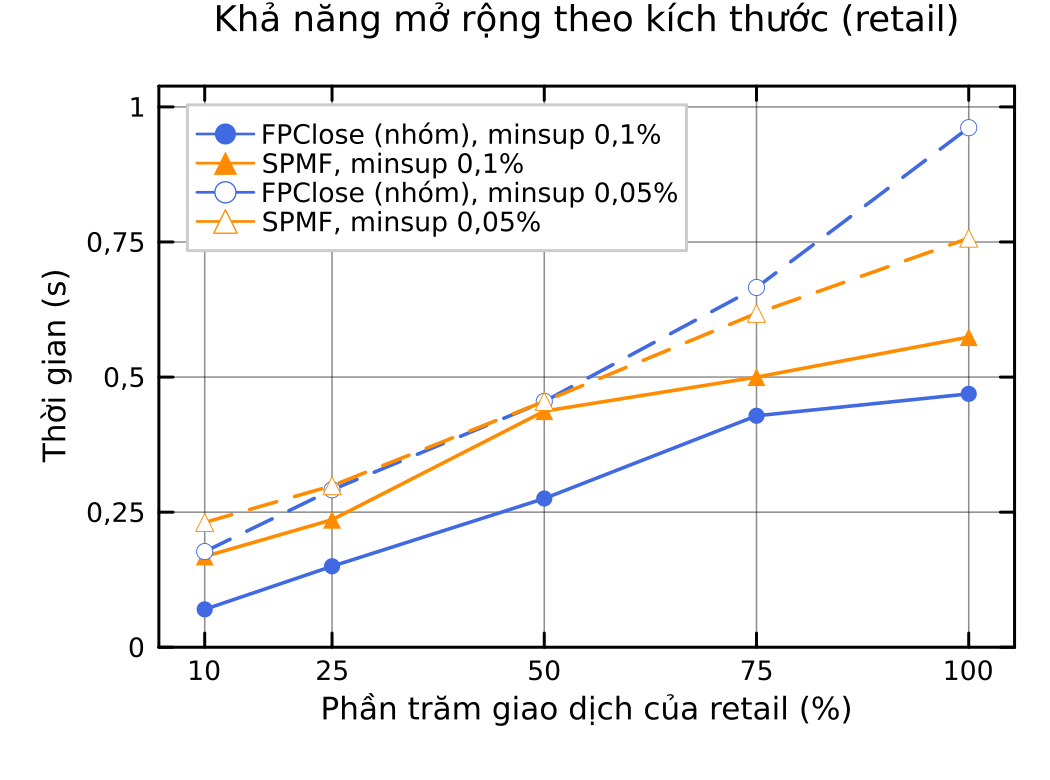 Khả năng mở rộng theo kích thước (retail)
1
FPClose (nhóm), minsup 0,1%
SPMF, minsup 0,1%
FPClose (nhóm), minsup 0,05%
SPMF, minsup 0,05%
0,75
Thời gian (s)
0,5
0,25
0
10 25 50 75 100
Phần trăm giao dịch của retail (%)